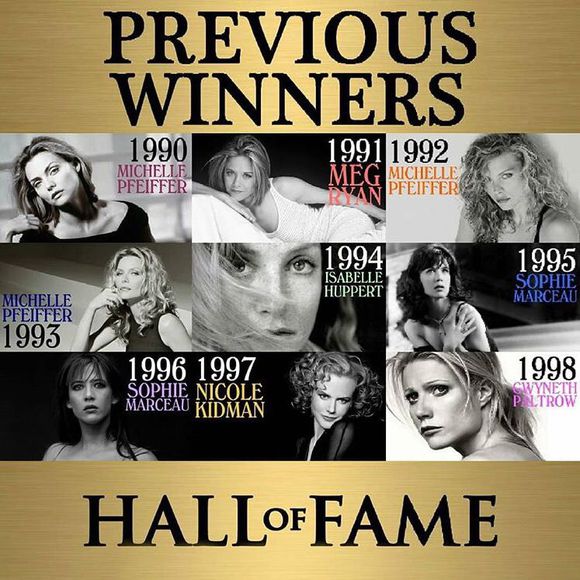 PREVIOUS
WINNERS
1990
MICHELLE
PFEIFFER
1991
MEG
RYAN
1992
MICHELLE
PFEIFFER
MICHELLE
PFEIFFER
1993
1994
ISABELLE
HUPPERT
1995
SOPHIE
MARCEAU
1996
SOPHIE
MARCEAU
1997
NICOLE
KIDMAN
1998
GWYNETH
PALTROW
HALL OF FAME